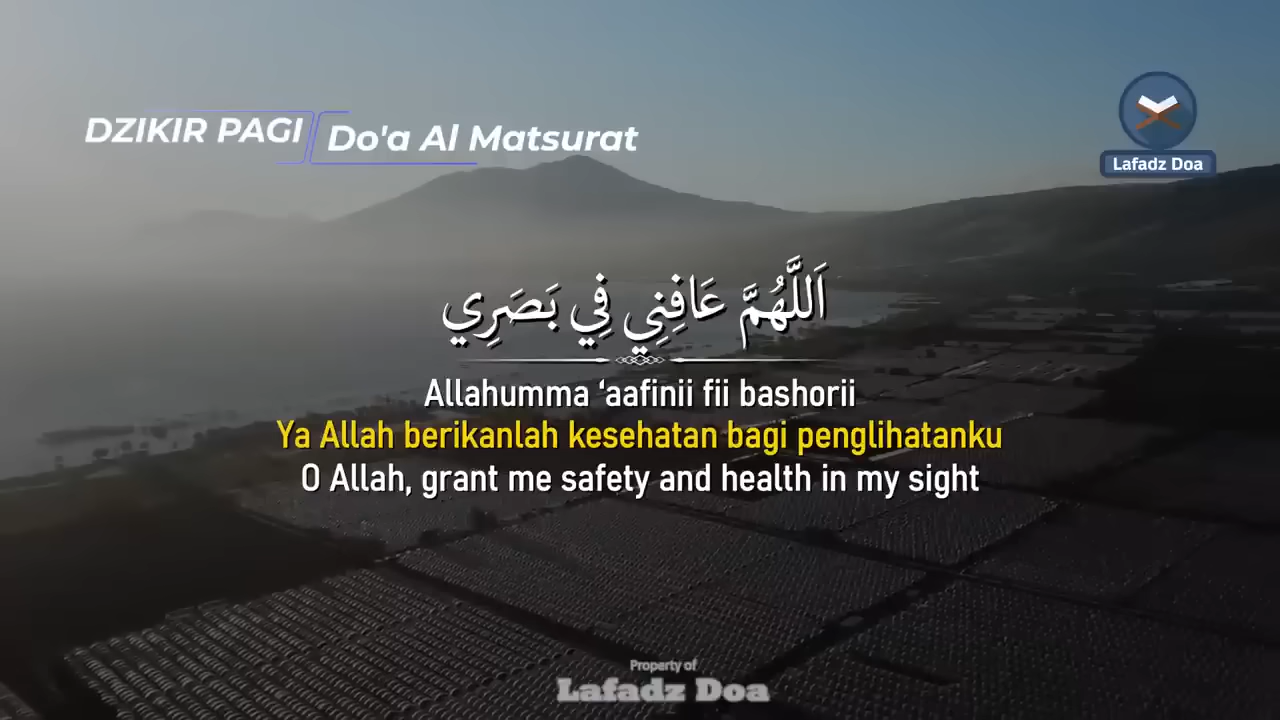 DZIKIR PAGI
Do'a Al Matsurat
Lafadz Doa
اَللَّهُمَّ عَافِنِي فِي بَصَرِي
Allahumma ‘aafinii fii bashorii
Ya Allah berikanlah kesehatan bagi penglihatanku
O Allah, grant me safety and health in my sight
Property of
Lafadz Doa